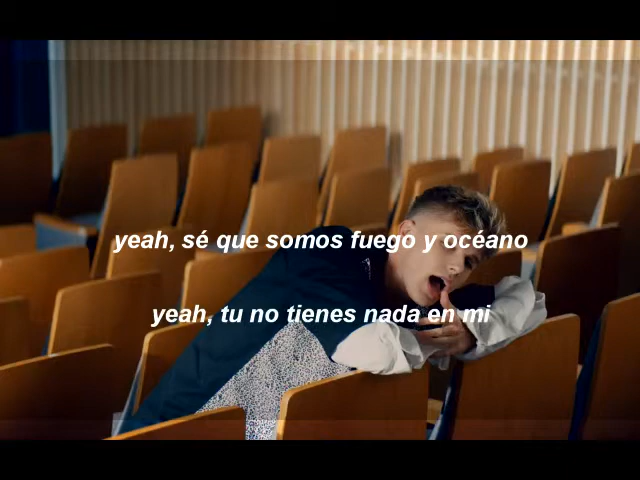 yeah, sé que somos fuego y océano
yeah, tu no tienes nada en mi